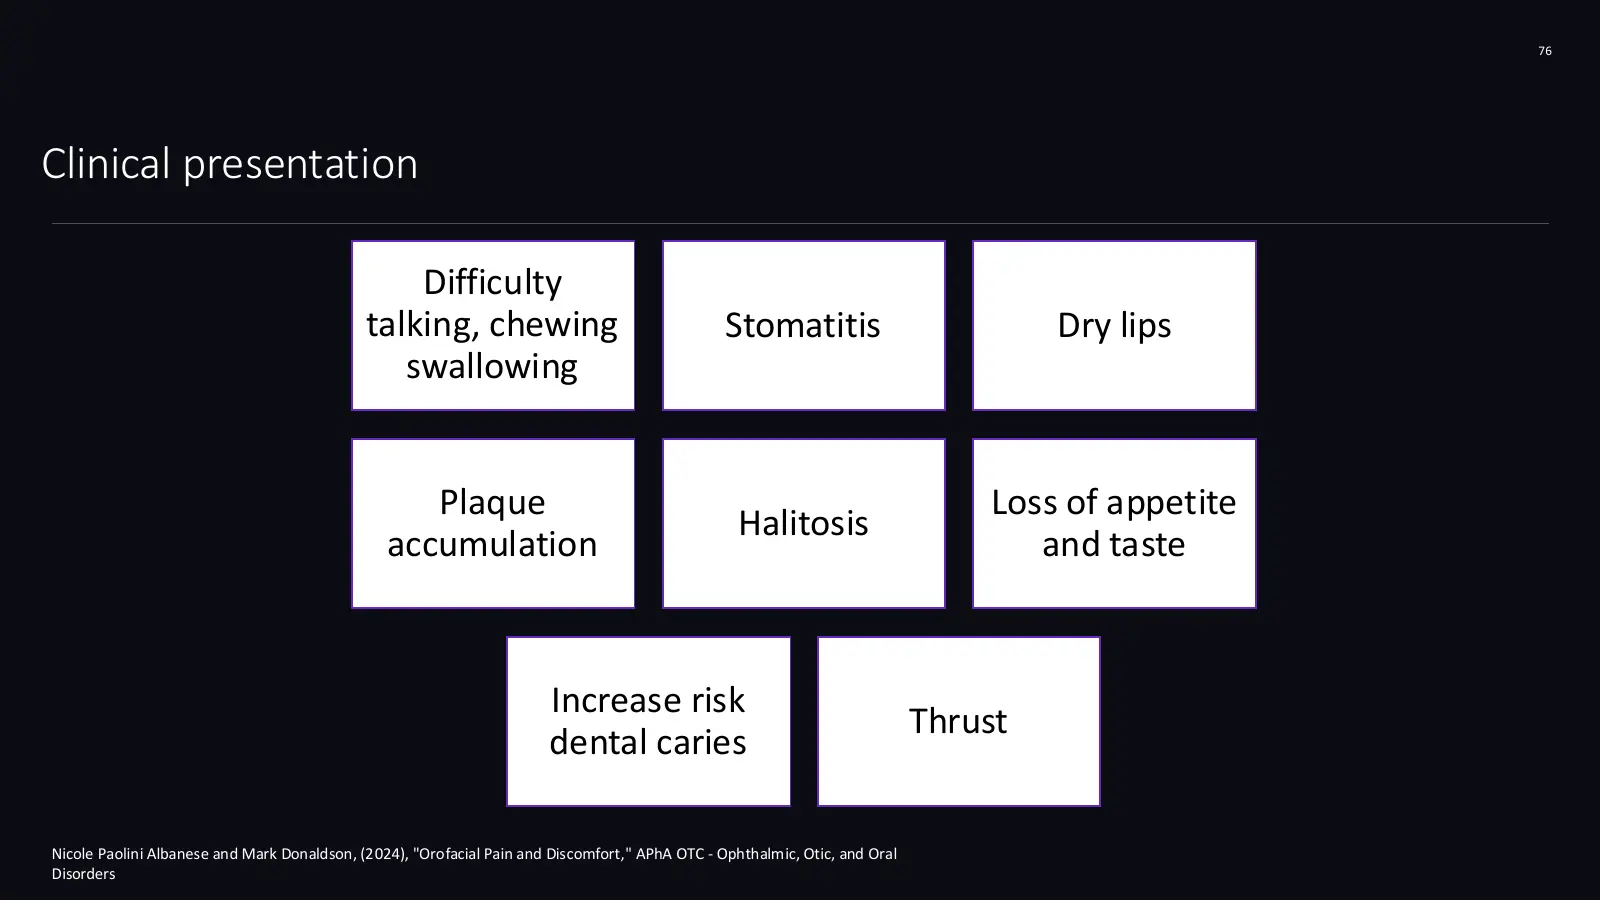 76
Clinical presentation
Difficulty
talking, chewing
swallowing
Stomatitis
Dry lips
Plaque
accumulation
Halitosis
Loss of appetite
and taste
Increase risk
dental caries
Thrust
Nicole Paolini Albanese and Mark Donaldson, (2024), "Orofacial Pain and Discomfort," APhA OTC - Ophthalmic, Otic, and Oral
Disorders